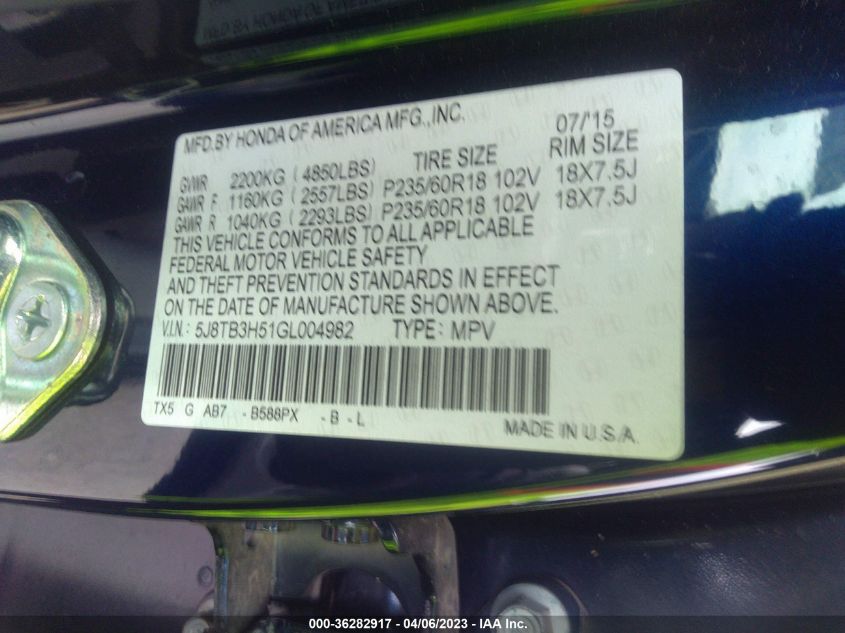 MFD.BY HONDA OF AMERICA MFG.,INC. 07/'15
GVWR 2200KG (4850LBS) TIRE SIZE RIM SIZE
GAWR F 1160KG (2557LBS) P235/60R18 102V 18X7.5J
GAWR R 1040KG (2293LBS) P235/60R18 102V 18X7.5J
THIS VEHICLE CONFORMS TO ALL APPLICABLE
FEDERAL MOTOR VEHICLE SAFETY
AND THEFT PREVENTION STANDARDS IN EFFECT
ON THE DATE OF MANUFACTURE SHOWN ABOVE.
V.I.N.: 5J8TB3H51GL004982 TYPE: MPV
TX5 G AB7 - B588PX - B - L
MADE IN U.S.A.
000-36282917 - 04/06/2023 - IAA Inc.